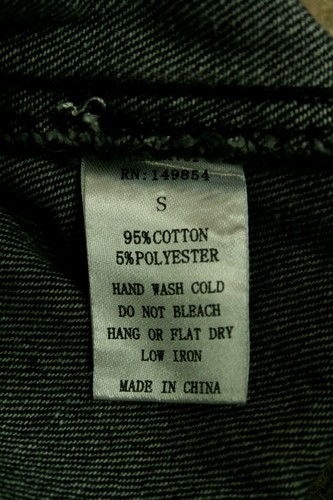 RN:149854
S
95%COTTON
5%POLYESTER
HAND WASH COLD
DO NOT BLEACH
HANG OR FLAT DRY
LOW IRON
MADE IN CHINA